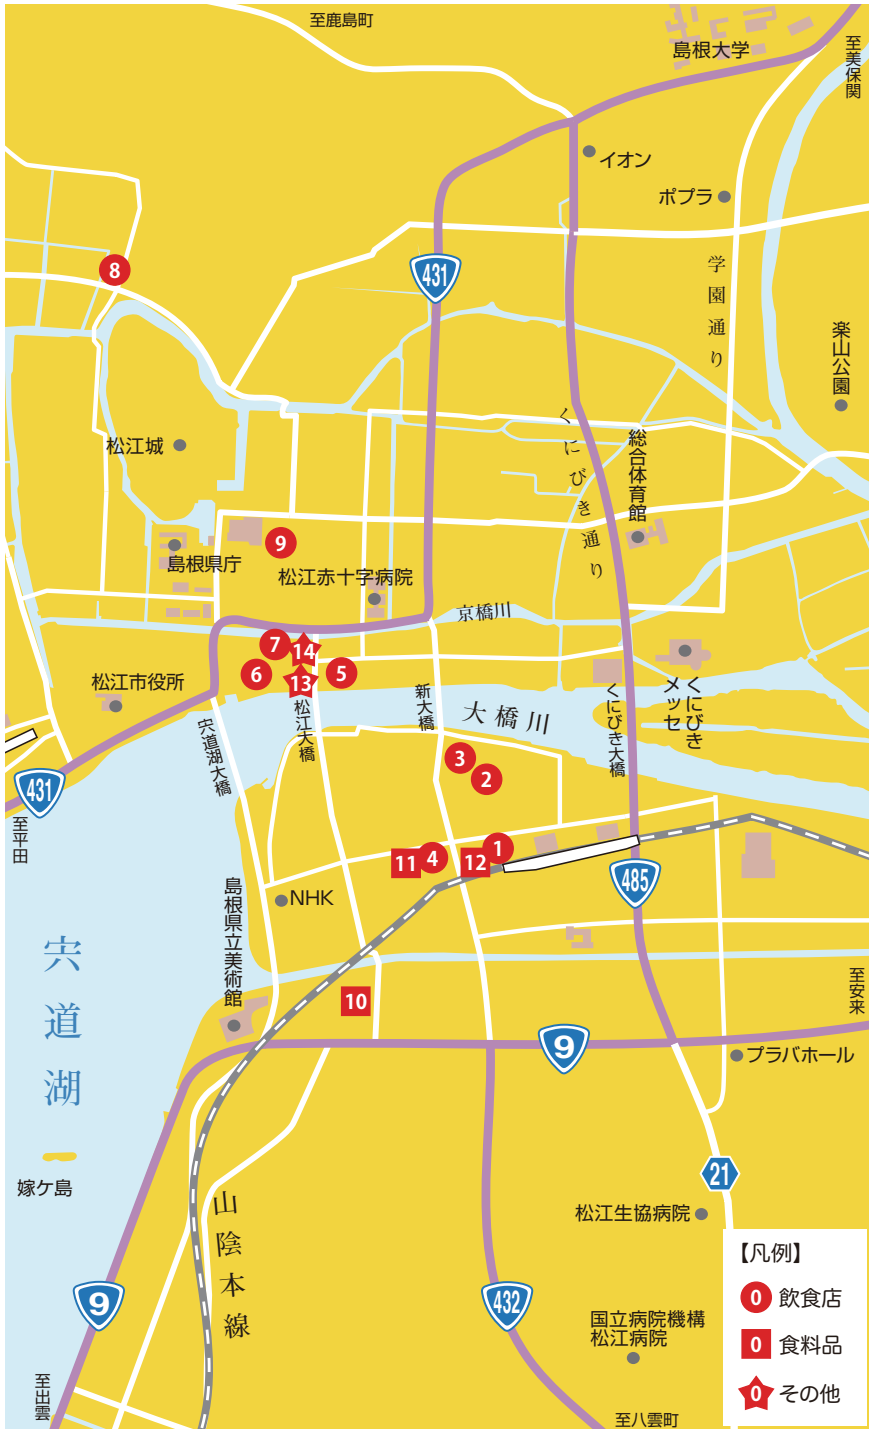 至鹿島町
島根大学
至美保関
イオン
ポプラ
学園通り
431
8
楽山公園
くにびき通り
総合体育館
松江城
9
島根県庁
松江赤十字病院
京橋川
7
14
6
13
5
松江市役所
宍道湖大橋
松江大橋
新大橋
大橋川
くにびき大橋
くにびき
メッセ
431
至平田
3
2
1
11
4
12
485
NHK
島根県立美術館
宍道湖
10
至安来
9
プラバホール
嫁ケ島
山陰本線
21
松江生協病院
9
432
国立病院機構
松江病院
至出雲
至八雲町
【凡例】
0 飲食店
0 食料品
0 その他